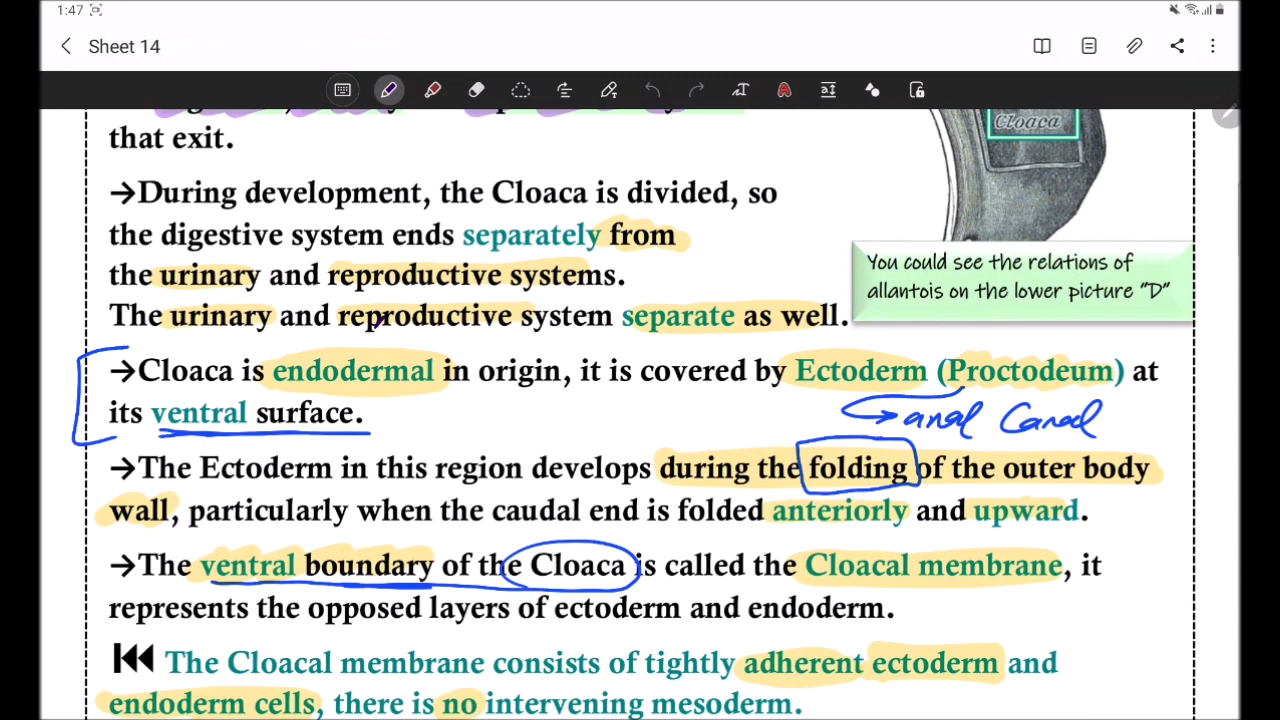 1:47
Sheet 14
Cloaca
that exit.
→During development, the Cloaca is divided, so
the digestive system ends separately from
the urinary and reproductive systems.
The urinary and reproductive system separate as well.
You could see the relations of
allantois on the lower picture "D"
→Cloaca is endodermal in origin, it is covered by Ectoderm (Proctodeum) at
its ventral surface.
anal Canal
→The Ectoderm in this region develops during the folding of the outer body
wall, particularly when the caudal end is folded anteriorly and upward.
→The ventral boundary of the Cloaca is called the Cloacal membrane, it
represents the opposed layers of ectoderm and endoderm.
The Cloacal membrane consists of tightly adherent ectoderm and
endoderm cells, there is no intervening mesoderm.